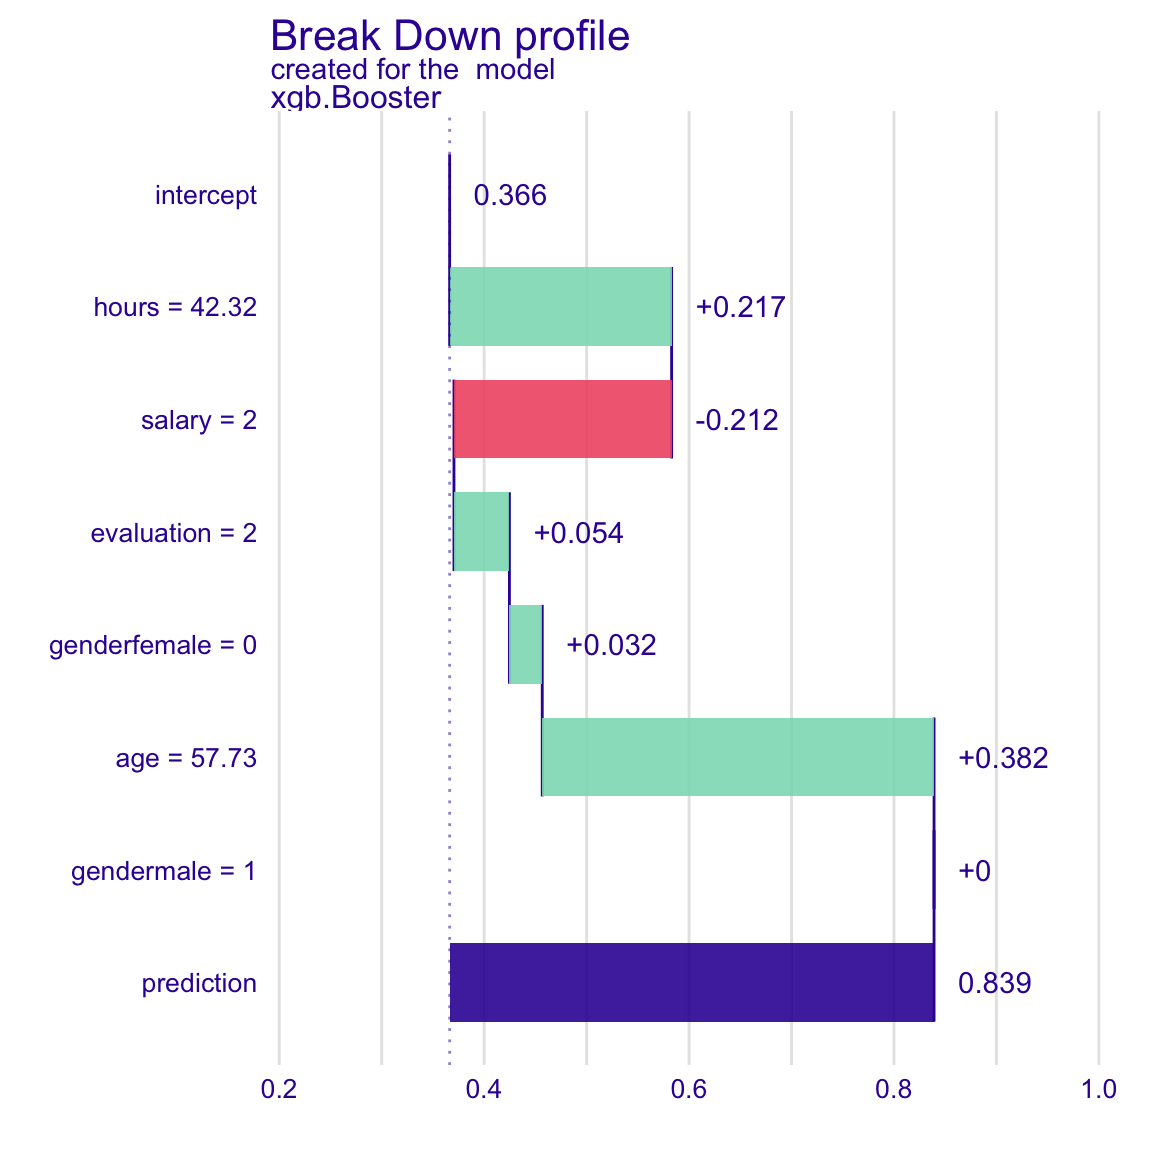 Break Down profile
created for the  model
xgb.Booster
intercept 0.366
hours = 42.32 +0.217
salary = 2 -0.212
evaluation = 2 +0.054
genderfemale = 0 +0.032
age = 57.73 +0.382
gendermale = 1 +0
prediction 0.839
0.2 0.4 0.6 0.8 1.0